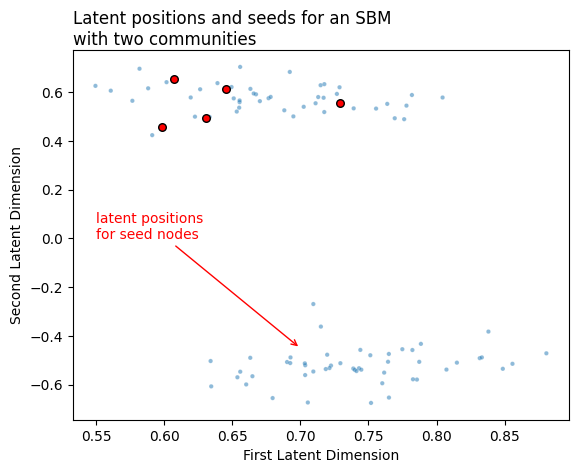 Latent positions and seeds for an SBM
with two communities
0.6
0.4
0.2
0.0
−0.2
−0.4
−0.6
Second Latent Dimension
latent positions
for seed nodes
0.55 0.60 0.65 0.70 0.75 0.80 0.85
First Latent Dimension